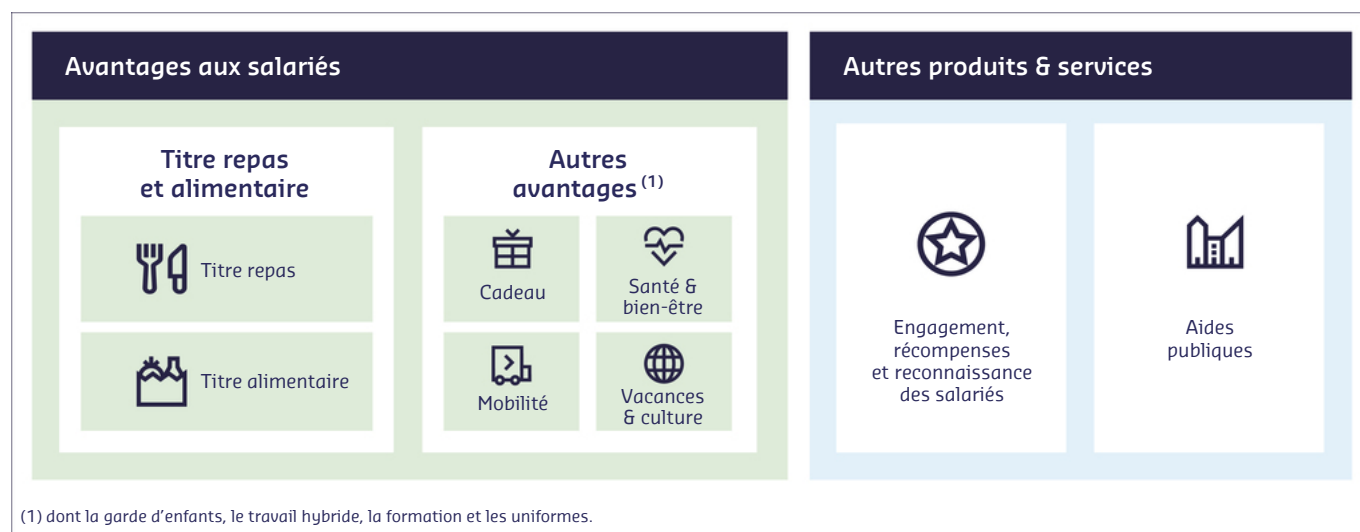 Avantages aux salariés
Titre repas
et alimentaire
Titre repas
Titre alimentaire
Autres
avantages (1)
Cadeau
Santé &
bien-être
Mobilité
Vacances
& culture
Autres produits & services
Engagement,
récompenses
et reconnaissance
des salariés
Aides
publiques
(1) dont la garde d'enfants, le travail hybride, la formation et les uniformes.